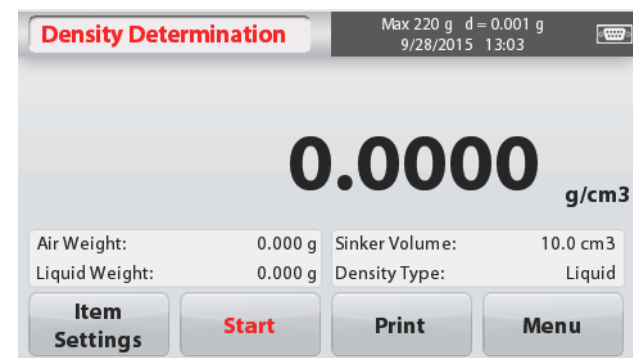 Density Determination
Max 220 g d = 0.001 g
9/28/2015 13:03
0.0000
g/cm3
Air Weight: 0.000 g Sinker Volume: 10.0 cm3
Liquid Weight: 0.000 g Density Type: Liquid
Item
Settings
Start
Print
Menu